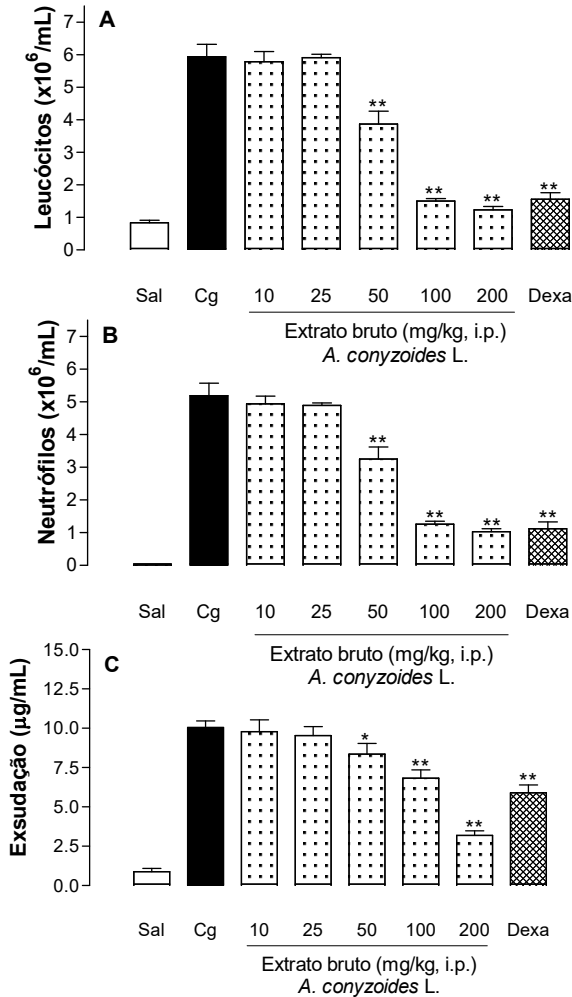 A
Leucócitos (x10⁶/mL)
7
6
5
4
3
2
1
0
**
**
**
**
Sal Cg 10 25 50 100 200 Dexa
Extrato bruto (mg/kg, i.p.)
A. conyzoides L.
B
Neutrófilos (x10⁶/mL)
7
6
5
4
3
2
1
0
**
**
**
**
Sal Cg 10 25 50 100 200 Dexa
Extrato bruto (mg/kg, i.p.)
A. conyzoides L.
C
Exsudação (µg/mL)
15.0
12.5
10.0
7.5
5.0
2.5
0.0
*
**
**
**
Sal Cg 10 25 50 100 200 Dexa
Extrato bruto (mg/kg, i.p.)
A. conyzoides L.